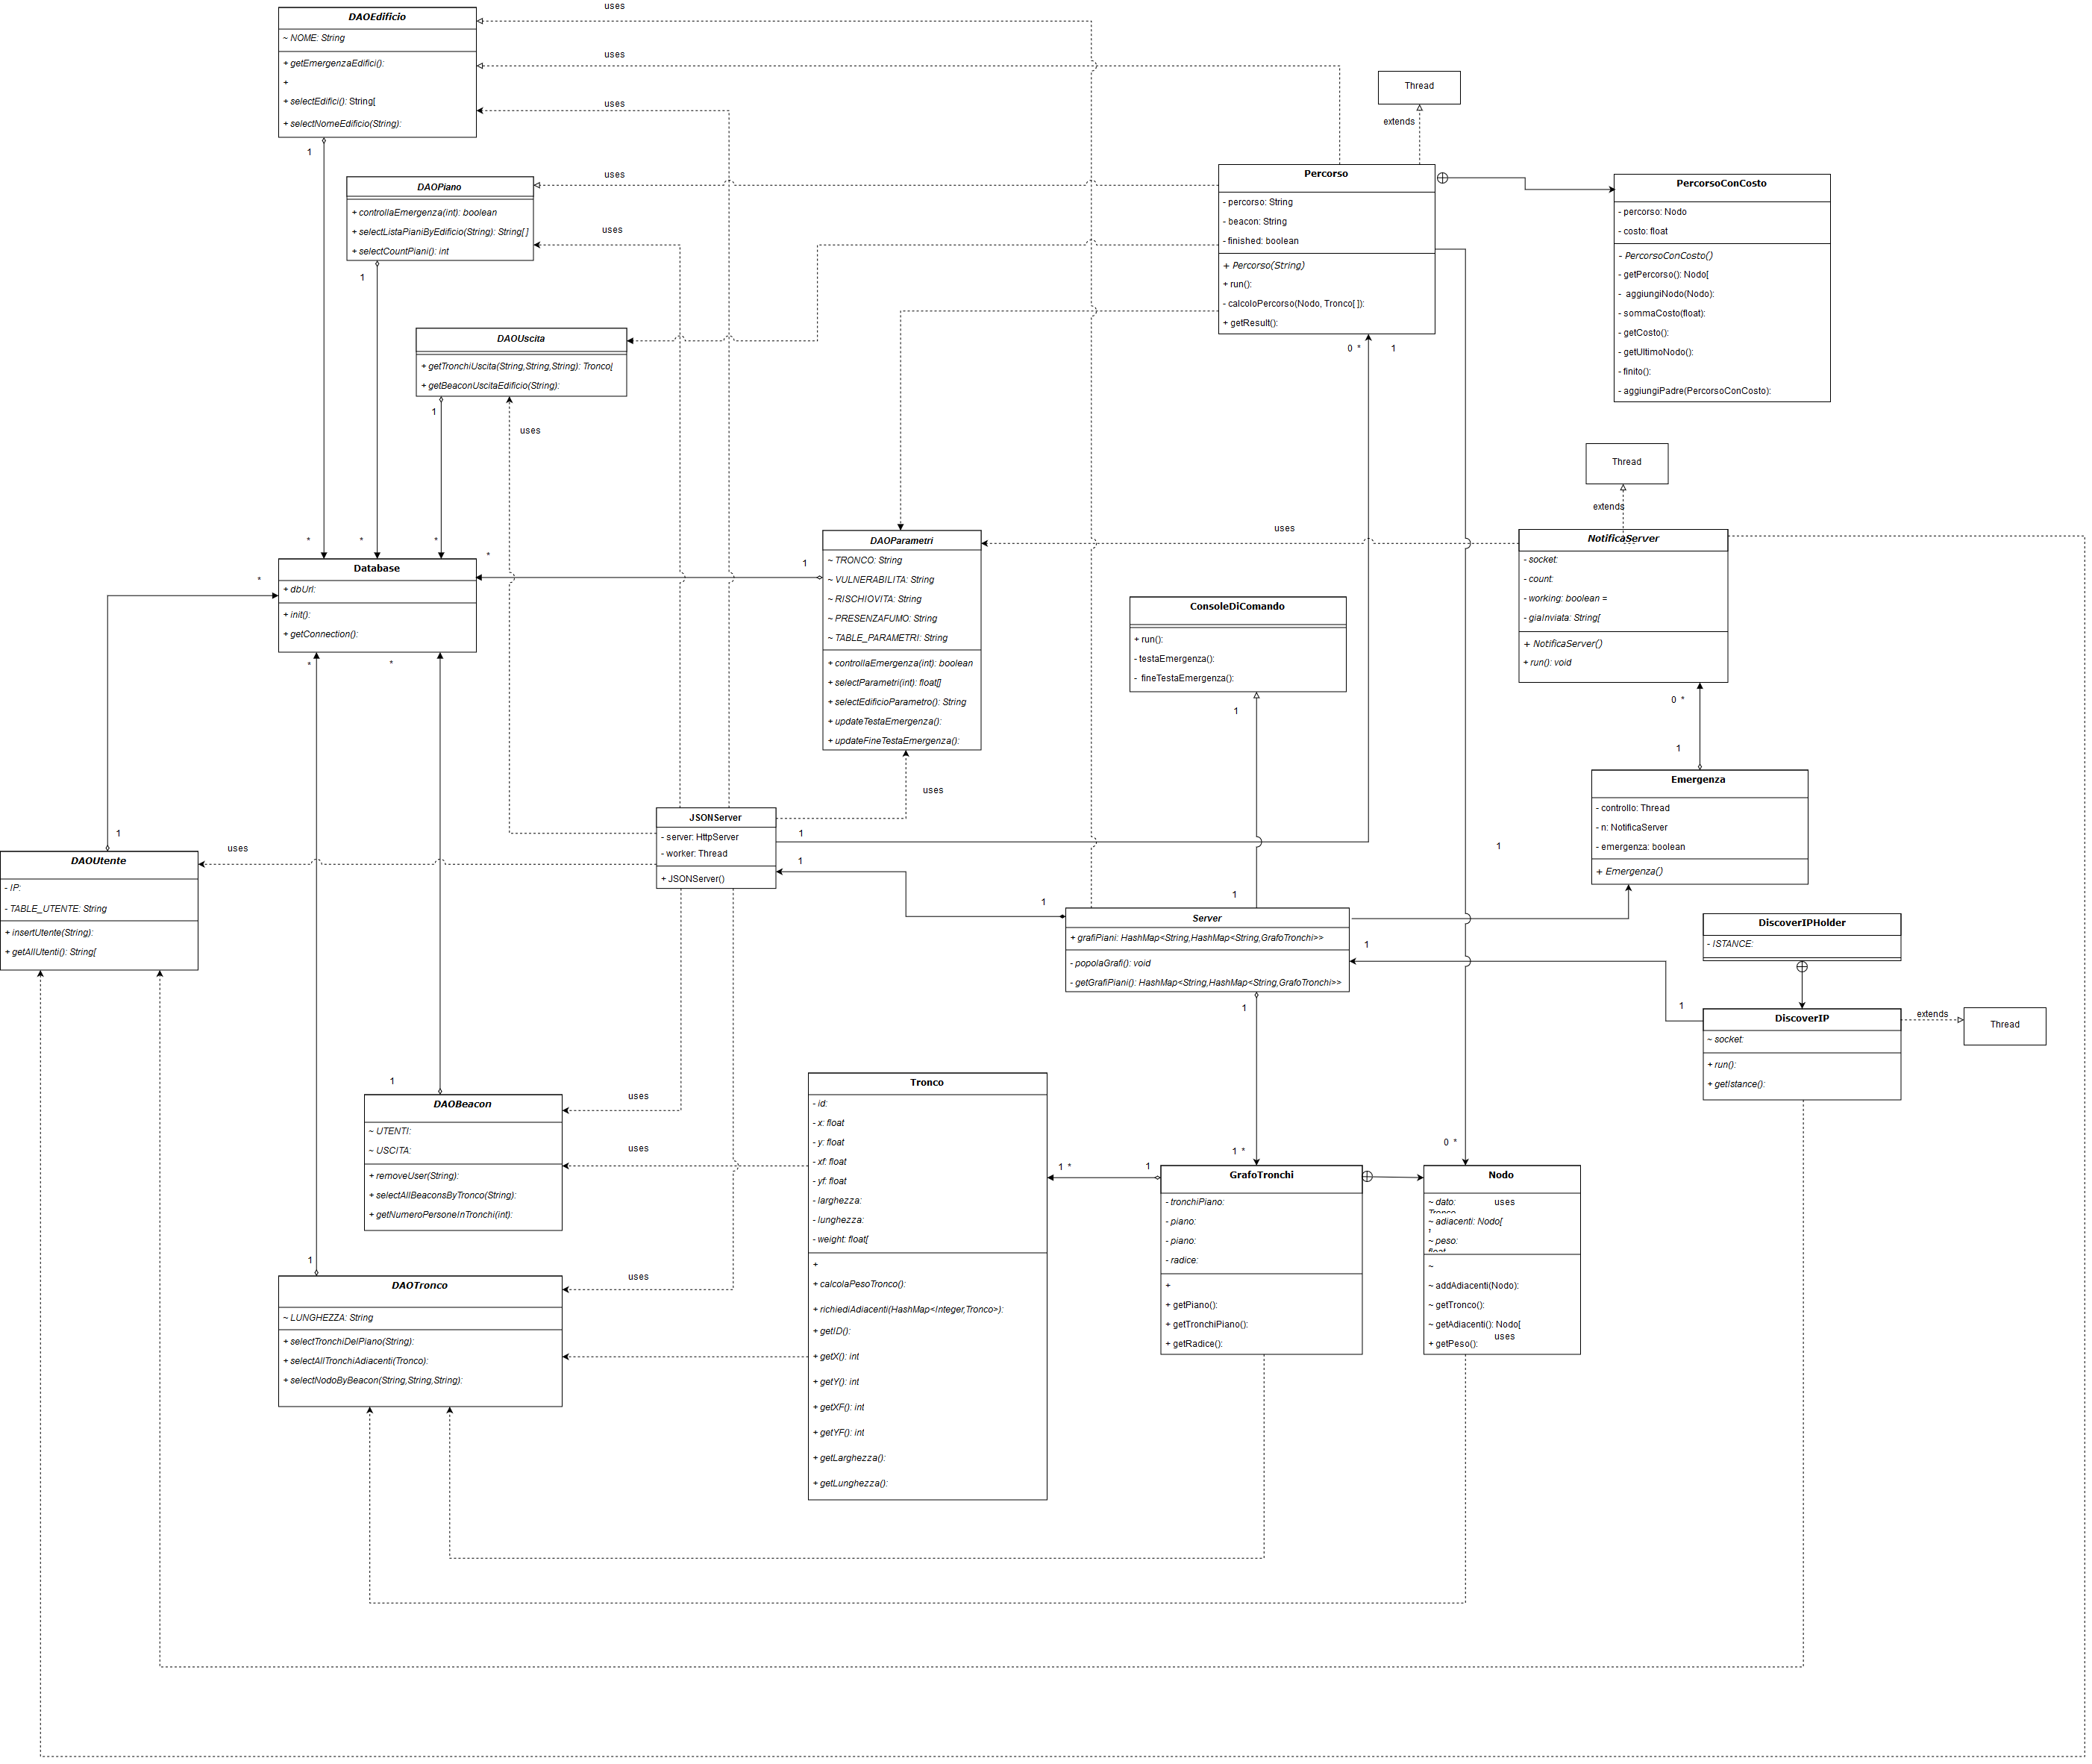 uses
DAOEdificio
~ NOME: String
+ getEmergenzaEdifici():
+
+ selectEdifici(): String[
+ selectNomeEdificio(String):
uses
uses
1
Thread
extends
DAOPiano
+ controllaEmergenza(int): boolean
+ selectListaPianiByEdificio(String): String[ ]
+ selectCountPiani(): int
uses
uses
1
Percorso
- percorso: String
- beacon: String
- finished: boolean
+ Percorso(String)
+ run():
- calcoloPercorso(Nodo, Tronco[ ]):
+ getResult():
0 *
1
PercorsoConCosto
- percorso: Nodo
- costo: float
- PercorsoConCosto()
- getPercorso(): Nodo[
- aggiungiNodo(Nodo):
- sommaCosto(float):
- getCosto():
- getUltimoNodo():
- finito():
- aggiungiPadre(PercorsoConCosto):
DAOUscita
+ getTronchiUscita(String,String,String): Tronco[
+ getBeaconUscitaEdificio(String):
1
uses
Thread
extends
*
*
*
*
*
Database
+ dbUrl:
+ init():
+ getConnection():
*
*
1
DAOParametri
~ TRONCO: String
~ VULNERABILITA: String
~ RISCHIOVITA: String
~ PRESENZAFUMO: String
~ TABLE_PARAMETRI: String
+ controllaEmergenza(int): boolean
+ selectParametri(int): float[]
+ selectEdificioParametro(): String
+ updateTestaEmergenza():
+ updateFineTestaEmergenza():
uses
uses
NotificaServer
- socket:
- count:
- working: boolean =
- giaInviata: String[
+ NotificaServer()
+ run(): void
0 *
1
ConsoleDiComando
+ run():
- testaEmergenza():
- fineTestaEmergenza():
1
1
Emergenza
- controllo: Thread
- n: NotificaServer
- emergenza: boolean
+ Emergenza()
1
JSONServer
- server: HttpServer
- worker: Thread
+ JSONServer()
1
1
1
1
uses
DAOUtente
- IP:
- TABLE_UTENTE: String
+ insertUtente(String):
+ getAllUtenti(): String[
Server
+ grafiPiani: HashMap<String,HashMap<String,GrafoTronchi>>
- popolaGrafi(): void
- getGrafiPiani(): HashMap<String,HashMap<String,GrafoTronchi>>
1
1
1
DiscoverIPHolder
- ISTANCE:
DiscoverIP
~ socket:
+ run():
+ getIstance():
extends
Thread
1
DAOBeacon
~ UTENTI:
~ USCITA:
+ removeUser(String):
+ selectAllBeaconsByTronco(String):
+ getNumeroPersoneInTronchi(int):
uses
uses
Tronco
- id:
- x: float
- y: float
- xf: float
- yf: float
- larghezza:
- lunghezza:
- weight: float[
+
+ calcolaPesoTronco():
+ richiediAdiacenti(HashMap<Integer,Tronco>):
+ getID():
+ getX(): int
+ getY(): int
+ getXF(): int
+ getYF(): int
+ getLarghezza():
+ getLunghezza():
1 *
1
1 *
GrafoTronchi
- tronchiPiano:
- piano:
- piano:
- radice:
+
+ getPiano():
+ getTronchiPiano():
+ getRadice():
0 *
Nodo
~ dato:
uses
~ adiacenti: Nodo[
~ peso:
~
~ addAdiacenti(Nodo):
~ getTronco():
~ getAdiacenti(): Nodo[
uses
+ getPeso():
1
DAOTronco
~ LUNGHEZZA: String
+ selectTronchiDelPiano(String):
+ selectAllTronchiAdiacenti(Tronco):
+ selectNodoByBeacon(String,String,String):
uses